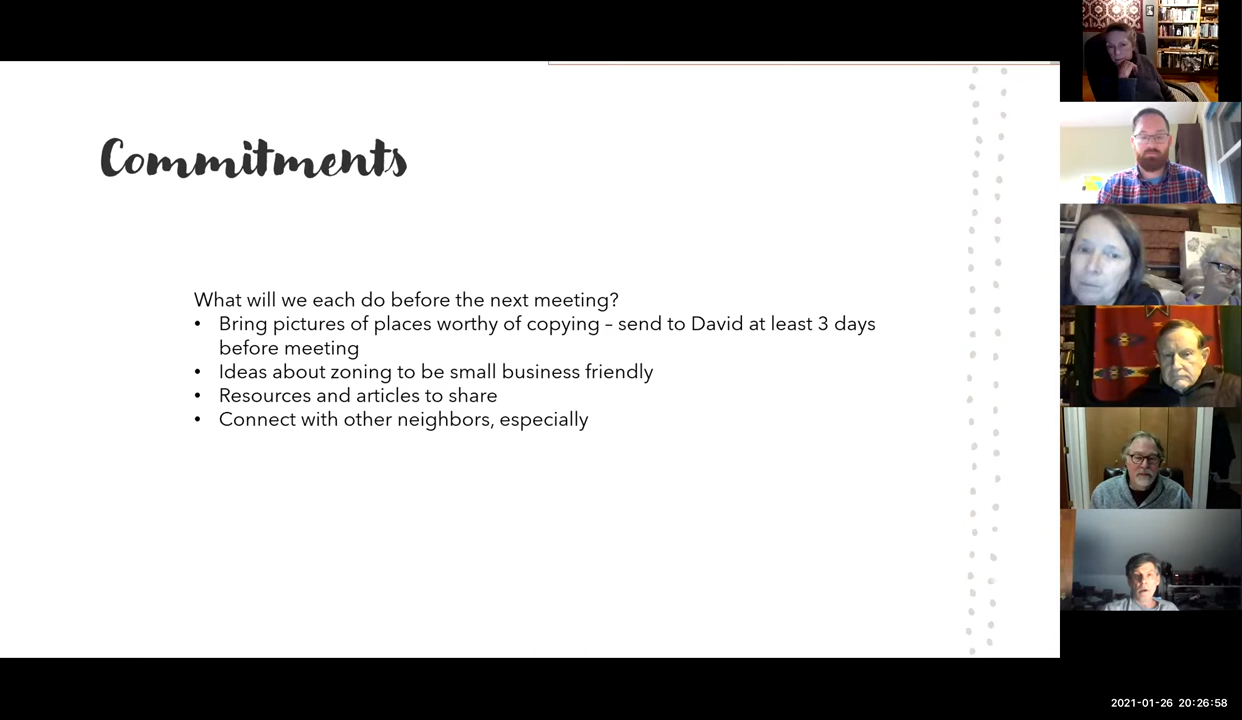 Commitments
What will we each do before the next meeting?
• Bring pictures of places worthy of copying – send to David at least 3 days
before meeting
• Ideas about zoning to be small business friendly
• Resources and articles to share
• Connect with other neighbors, especially
2021-01-26 20:26:58